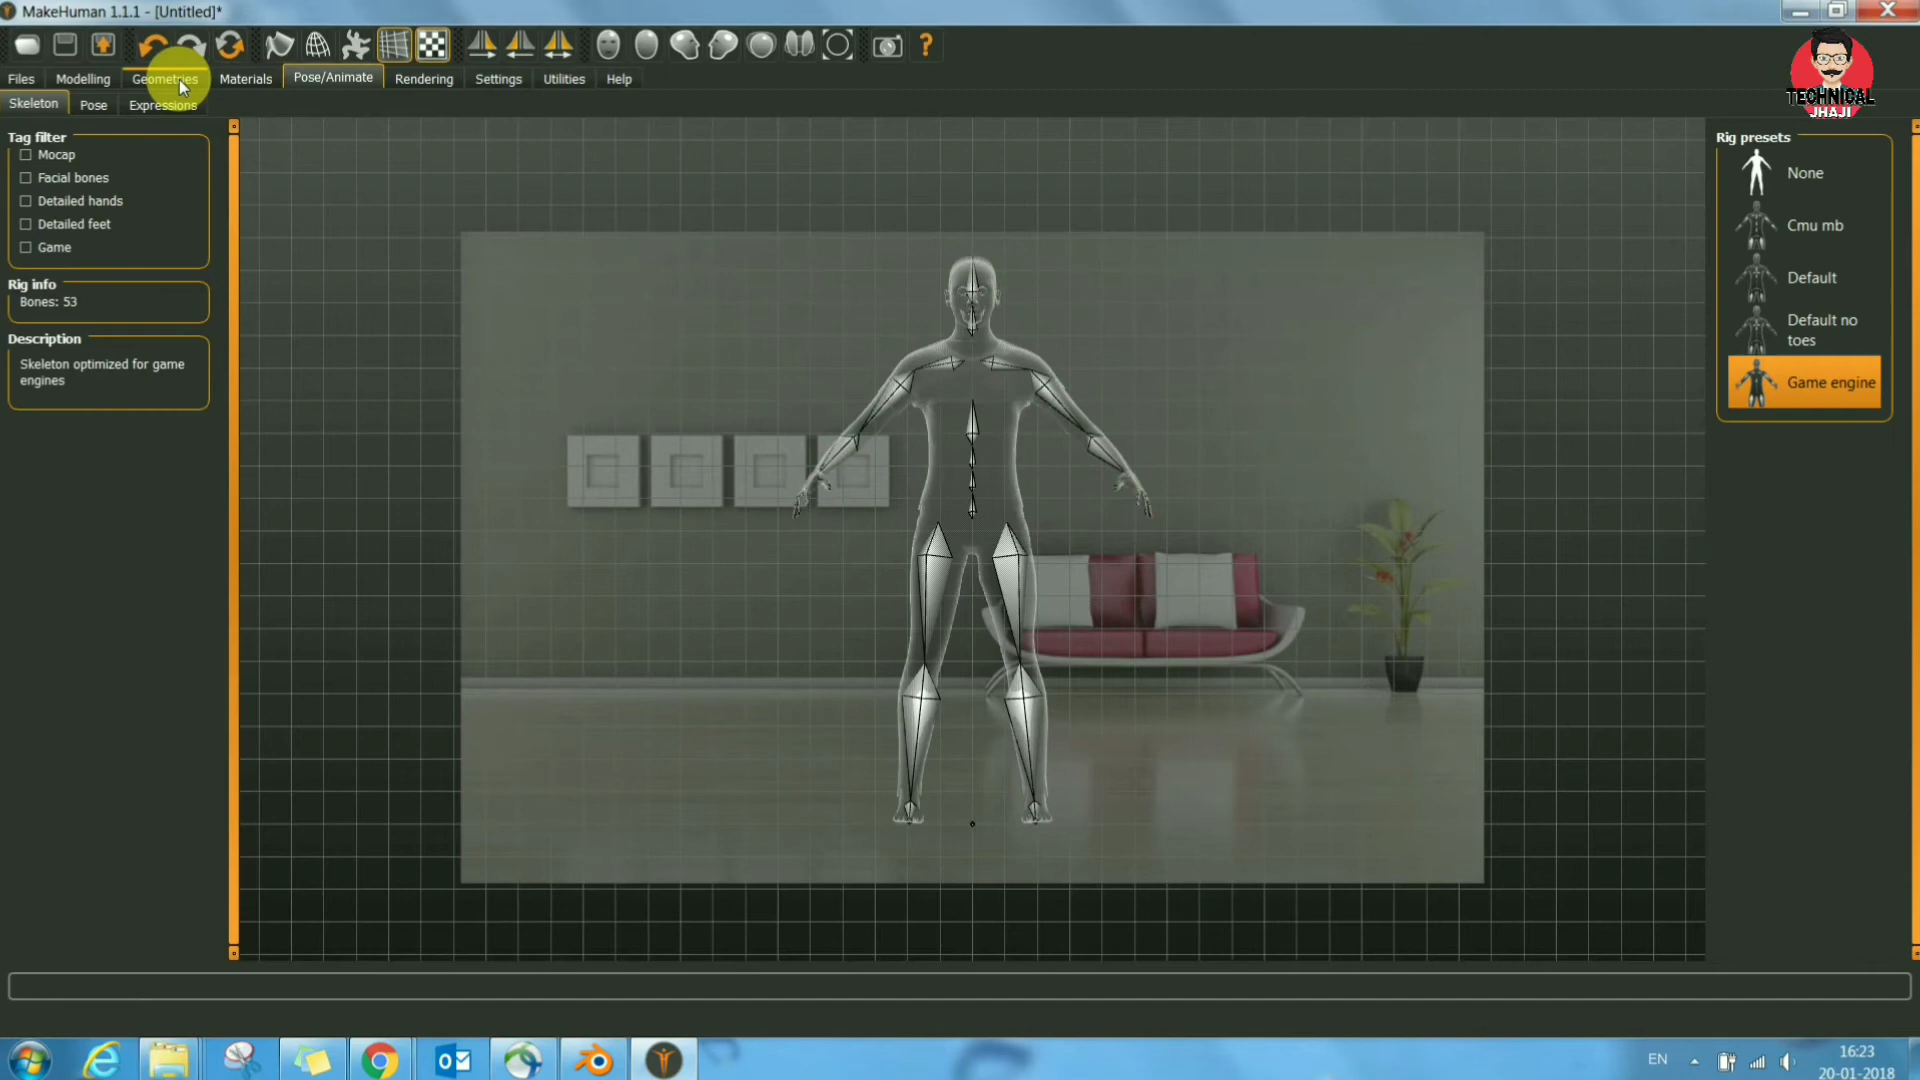 MakeHuman 1.1.1 - [Untitled]*
TECHNICAL
JHAJI
Files Modelling Geometries Materials Pose/Animate Rendering Settings Utilities Help
Skeleton Pose Expressions
Tag filter
Mocap
Facial bones
Detailed hands
Detailed feet
Game
Rig info
Bones: 53
Description
Skeleton optimized for game
engines
Rig presets
None
Cmu mb
Default
Default no
toes
Game engine
EN
16:23
20-01-2018